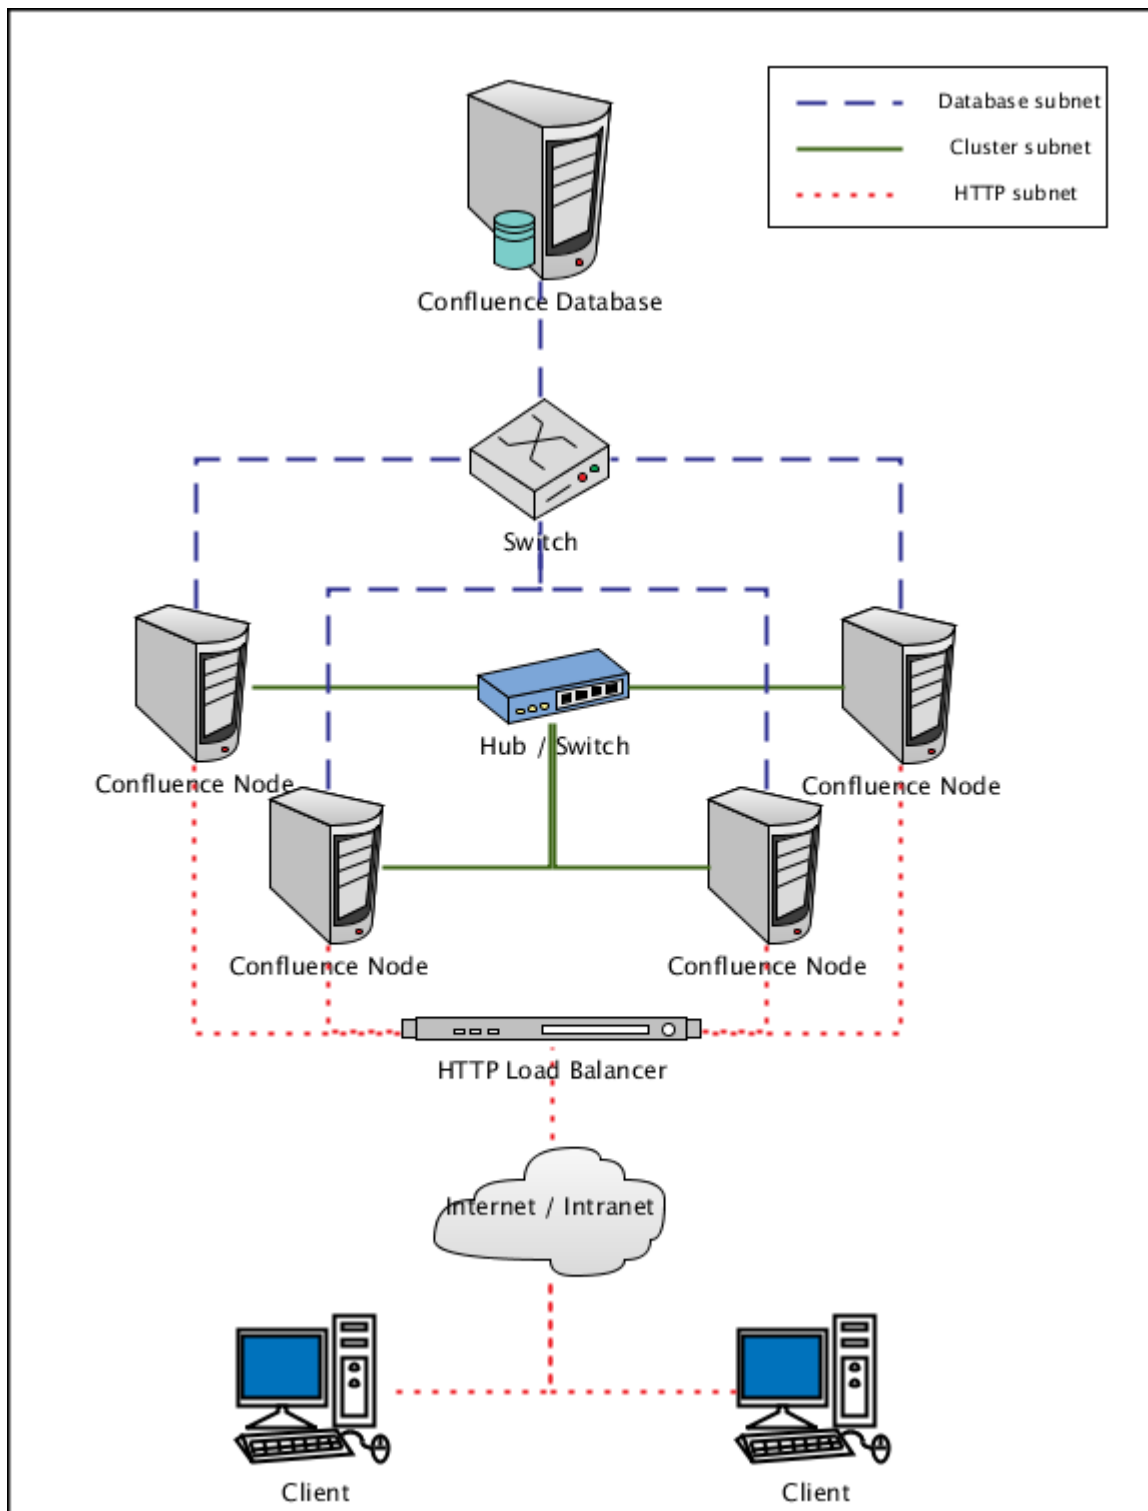 Database subnet
Cluster subnet
HTTP subnet
Confluence Database
Switch
Hub / Switch
Confluence Node
Confluence Node
Confluence Node
Confluence Node
HTTP Load Balancer
Internet / Intranet
Client
Client